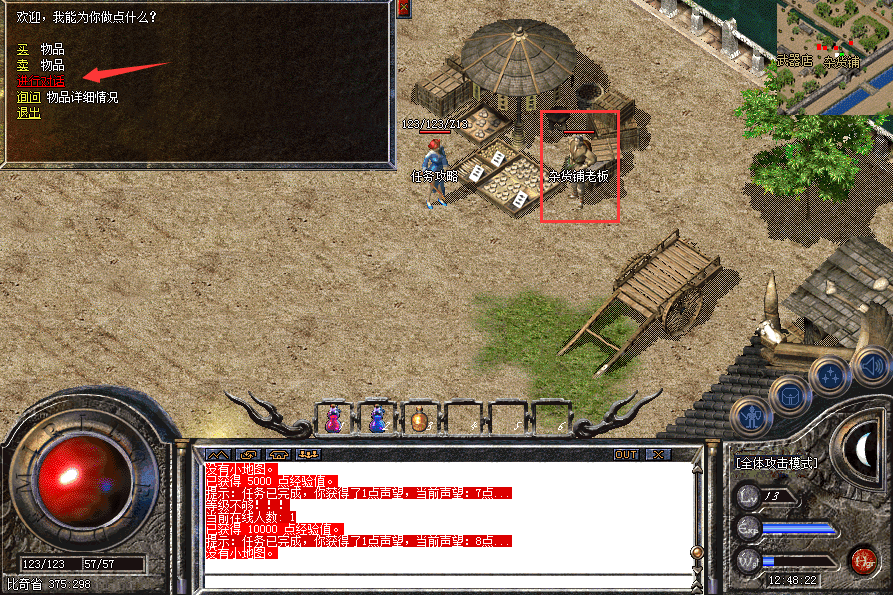 欢迎，我能为你做点什么？
买 物品
卖 物品
进行对话
询问 物品详细情况
退出
武器店
杂货铺
123/123/Z13
任务攻略
杂货铺老板
没有小地图。
已获得 5000 点经验值。
提示：任务已完成，你获得了1点声望，当前声望：7点...
等级不够！！！
当前在线人数：1
已获得 10000 点经验值。
提示：任务已完成，你获得了1点声望，当前声望：8点...
没有小地图。
OUT
[全体攻击模式]
Lv 13
Ex
Wa
Hgr
123/123
57/57
比奇省 375:298
12:48:22
4
5
6